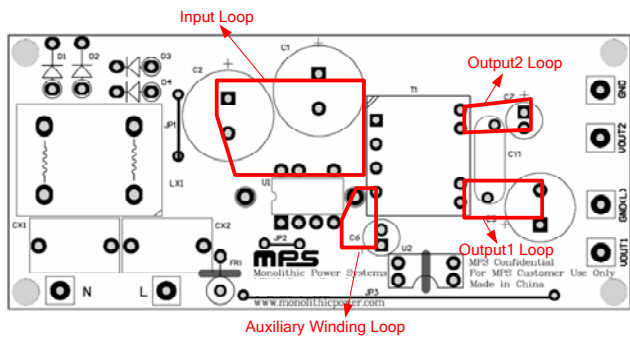 Input Loop
D1
D2
D3
D4
C2
C1
T1
Output2 Loop
C7
GND
JP1
VOUT2
CY1
LX1
U1
GND(L)
CX1
CX2
C6
C3
JP2
VOUT1
U2
Output1 Loop
MPS
FR1
Monolithic Power Systems
MPS Confidential
For MPS Customer Use Only
Made in China
N
L
JP3
www.monolithicpower.com
Auxiliary Winding Loop